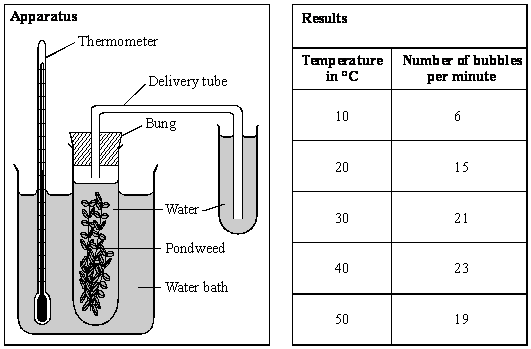 Apparatus
Thermometer
Delivery tube
Bung
Water
Pondweed
Water bath
Results
Temperature
in °C
Number of bubbles
per minute
10 6
20 15
30 21
40 23
50 19